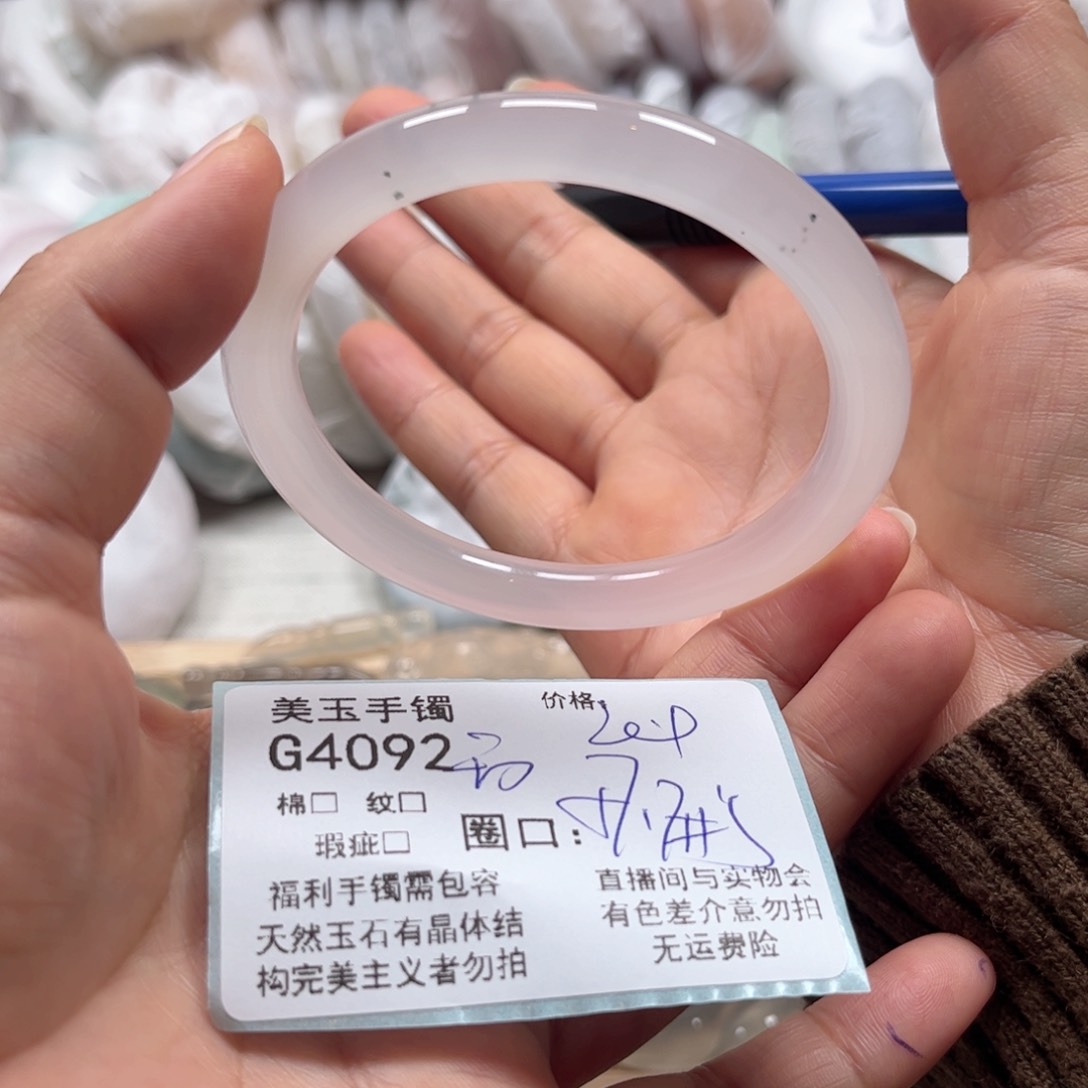 美玉手镯
价格:
G4092
棉□ 纹□
瑕疵□
圈口:
福利手镯需包容
天然玉石有晶体结
构完美主义者勿拍
直播间与实物会
有色差介意勿拍
无运费险